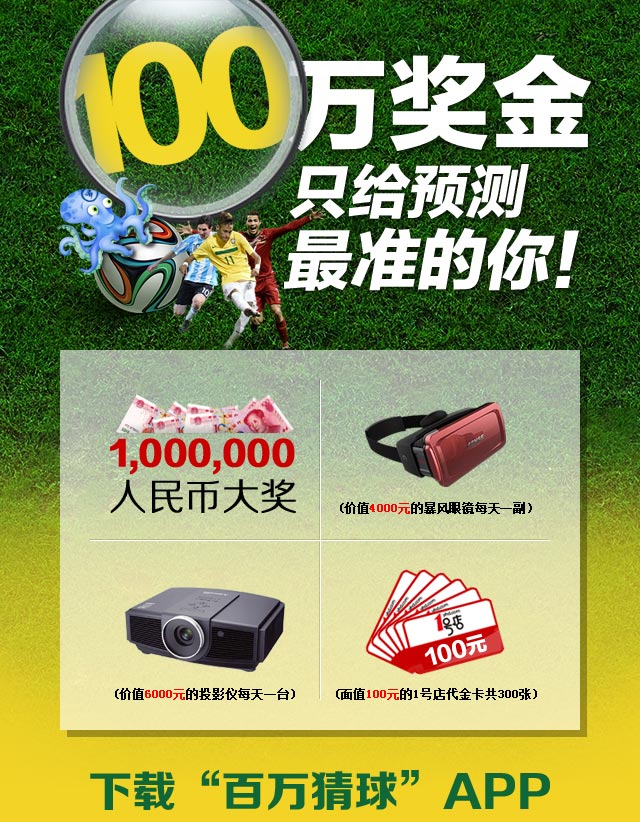 100万奖金
只给预测
最准的你!
1,000,000
人民币大奖
(价值4000元的暴风眼镜每天一副)
(价值6000元的投影仪每天一台)
1号店
100元
(面值100元的1号店代金卡共300张)
下载“百万猜球”APP